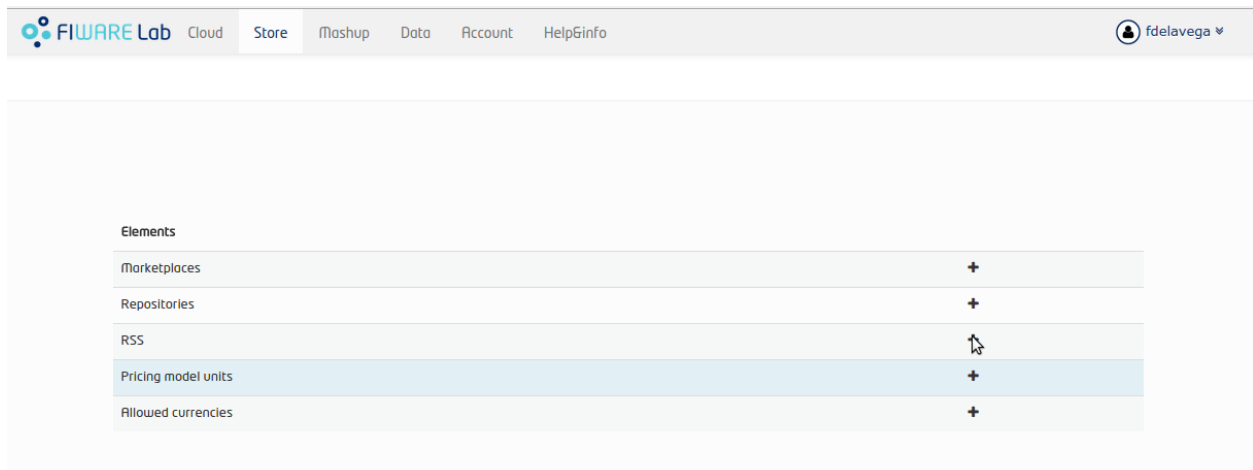 FIWARE Lab Cloud Store Mashup Data Account Help&info fdelavega
Elements
Marketplaces
Repositories
RSS
Pricing model units
Allowed currencies